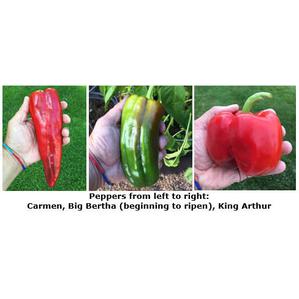 Peppers from left to right:
Carmen, Big Bertha (beginning to ripen), King Arthur